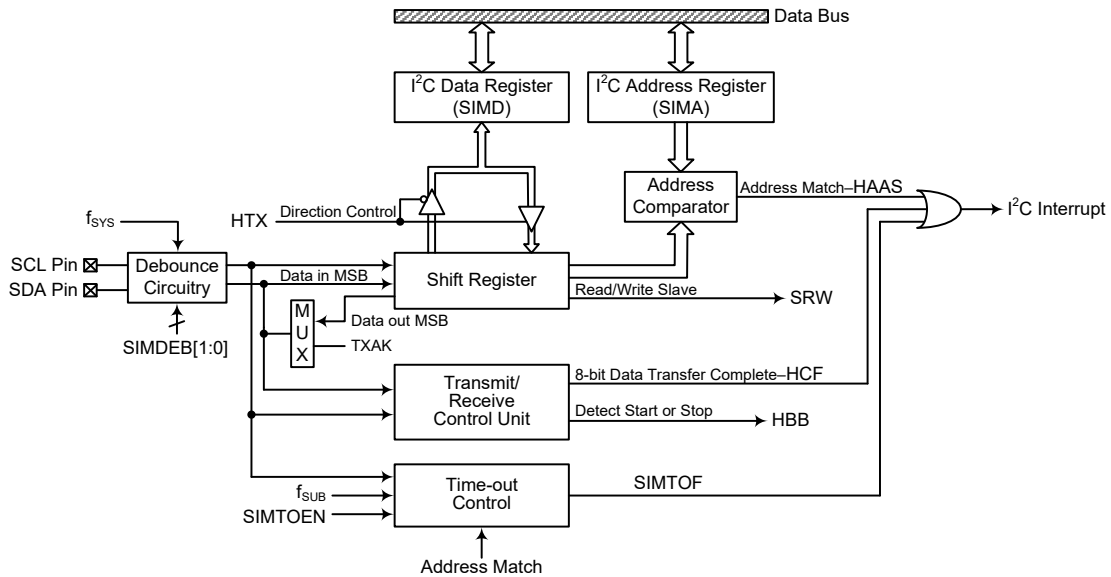 Data Bus
I²C Data Register
(SIMD)
I²C Address Register
(SIMA)
Address
Comparator
Address Match–HAAS
I²C Interrupt
HTX
Direction Control
fSYS
SCL Pin
SDA Pin
Debounce
Circuitry
SIMDEB[1:0]
Data in MSB
Shift Register
Read/Write Slave
SRW
M
U
X
Data out MSB
TXAK
Transmit/
Receive
Control Unit
8-bit Data Transfer Complete–HCF
Detect Start or Stop
HBB
Time-out
Control
fSUB
SIMTOEN
SIMTOF
Address Match